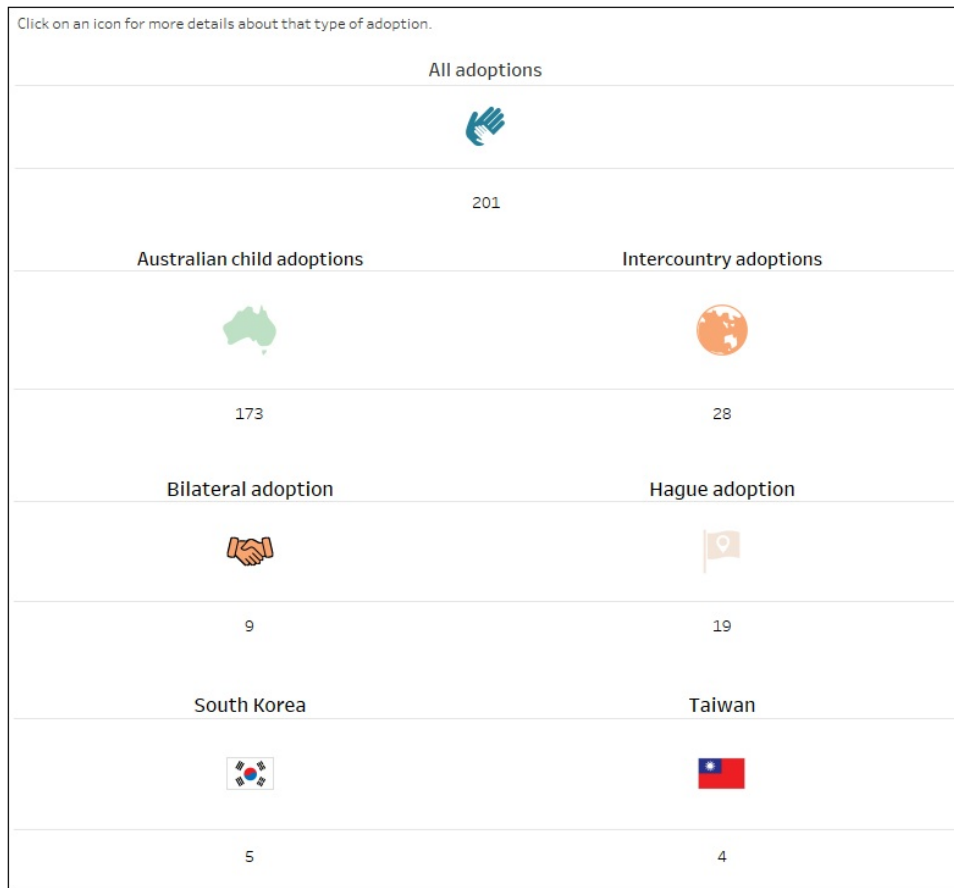 Click on an icon for more details about that type of adoption.
All adoptions
201
Australian child adoptions
Intercountry adoptions
173
28
Bilateral adoption
Hague adoption
9
19
South Korea
Taiwan
5
4